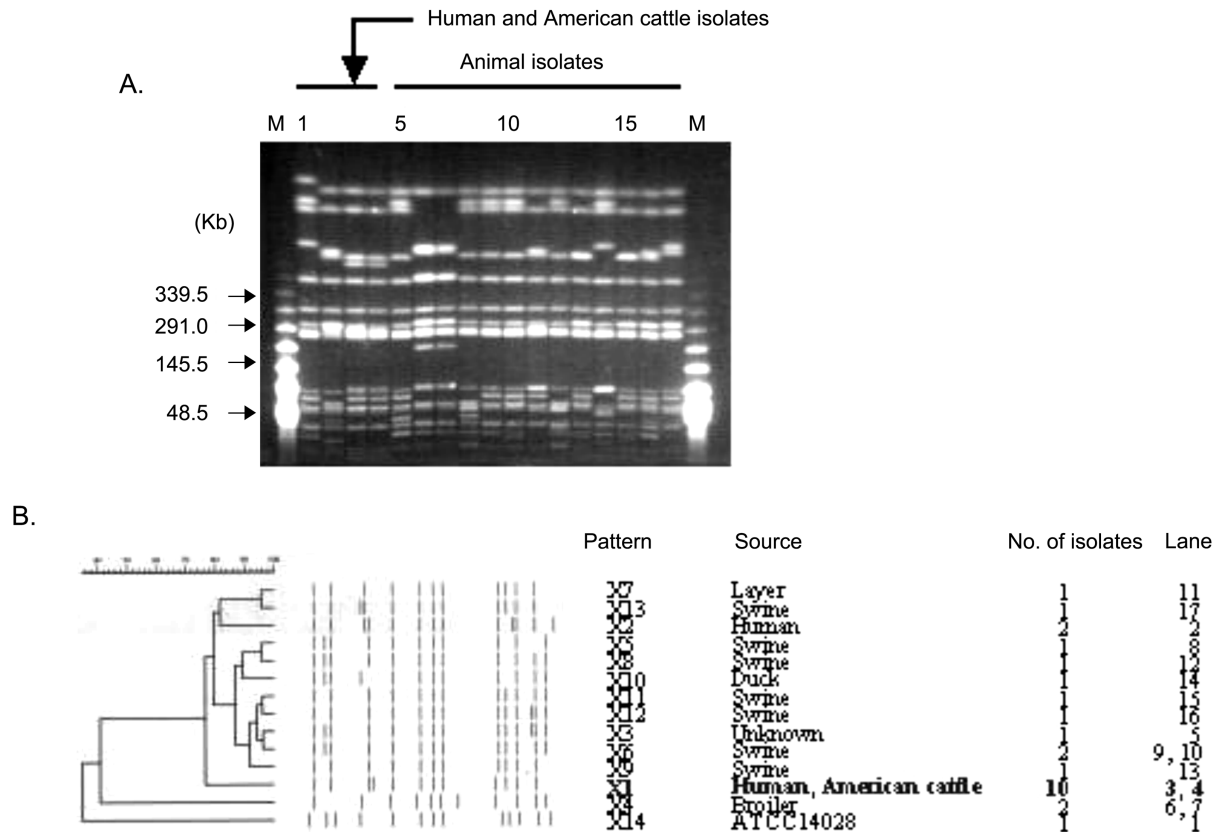 Human and American cattle isolates
A.
Animal isolates
M 1 5 10 15 M
(Kb)
339.5
291.0
145.5
48.5
B.
Pattern Source No. of isolates Lane
X7 Layer 1 11
X13 Swine 1 17
X2 Human 2 2
X5 Swine 1 8
X8 Swine 1 12
X10 Duck 1 14
X11 Swine 1 15
X12 Swine 1 16
X3 Unknown 1 5
X6 Swine 2 9, 10
X9 Swine 1 13
X1 Human, American cattle 10 3, 4
X4 Broiler 2 6, 7
X14 ATCC14028 1 1